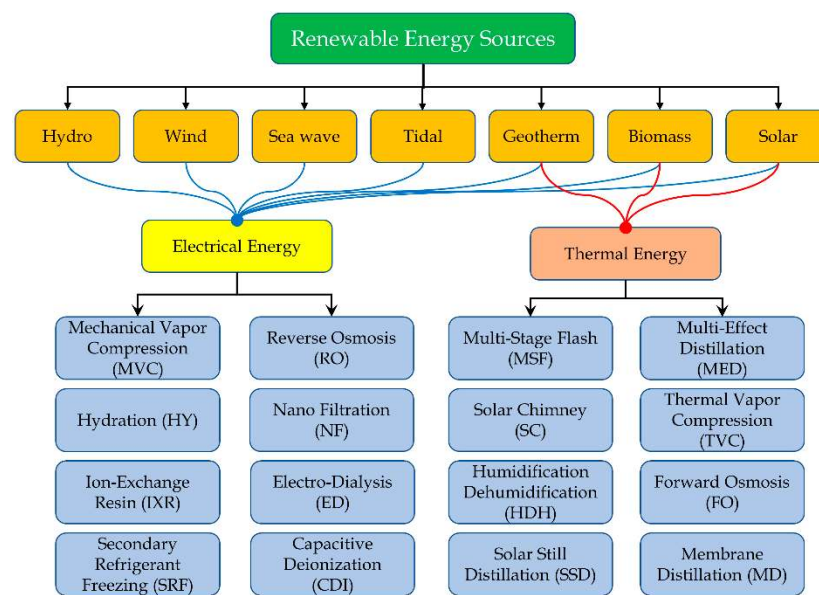 Renewable Energy Sources
Hydro
Wind
Sea wave
Tidal
Geotherm
Biomass
Solar
Electrical Energy
Thermal Energy
Mechanical Vapor
Compression
(MVC)
Reverse Osmosis
(RO)
Multi-Stage Flash
(MSF)
Multi-Effect
Distillation
(MED)
Hydration (HY)
Nano Filtration
(NF)
Solar Chimney
(SC)
Thermal Vapor
Compression
(TVC)
Ion-Exchange
Resin (IXR)
Electro-Dialysis
(ED)
Humidification
Dehumidification
(HDH)
Forward Osmosis
(FO)
Secondary
Refrigerant
Freezing (SRF)
Capacitive
Deionization
(CDI)
Solar Still
Distillation (SSD)
Membrane
Distillation (MD)